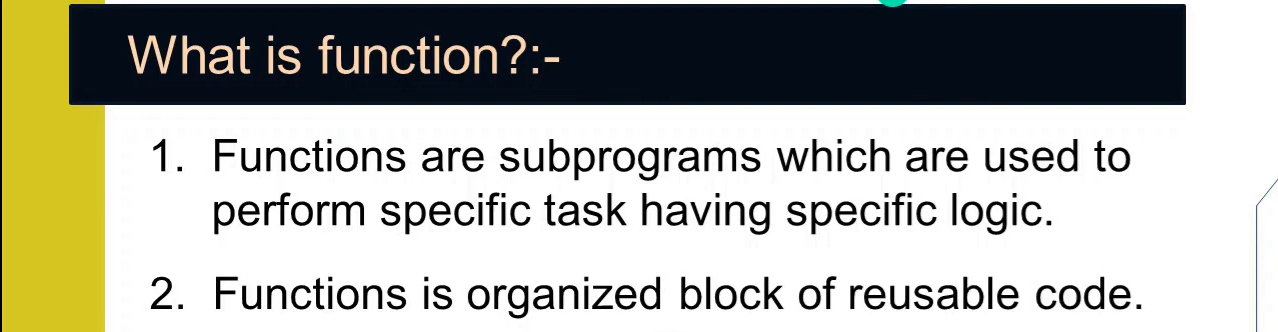 What is function?:-
1. Functions are subprograms which are used to
perform specific task having specific logic.
2. Functions is organized block of reusable code.